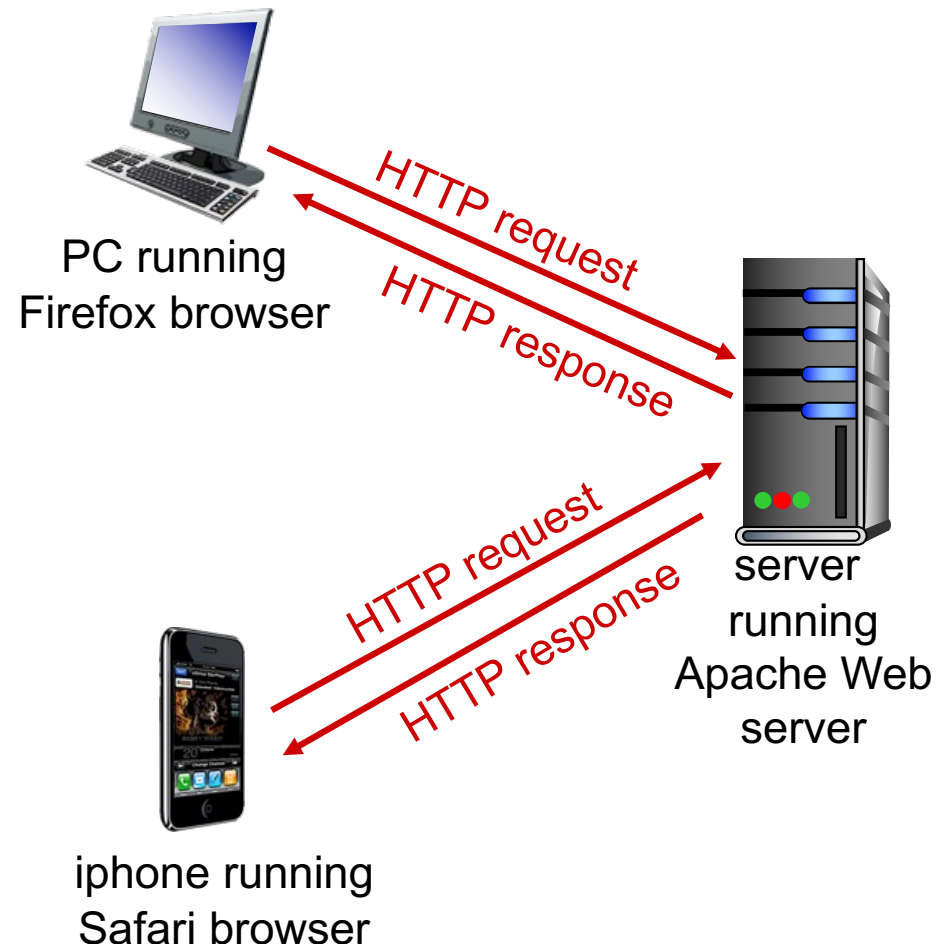 HTTP request
HTTP response
PC running
Firefox browser
HTTP request
HTTP response
server
running
Apache Web
server
iphone running
Safari browser